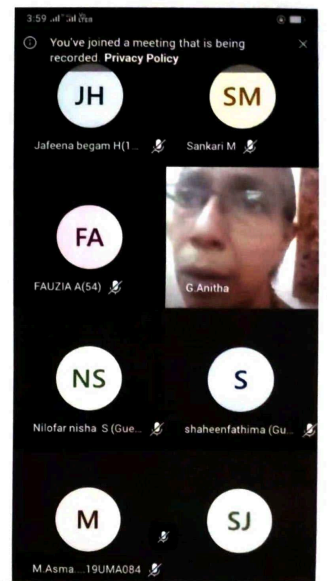 3:59
You've joined a meeting that is being
recorded. Privacy Policy
JH
SM
Jafeena begam H(1...
Sankari M
FA
FAUZIA A(54)
G.Anitha
NS
S
Nilofar nisha S (Gue...
shaheenfathima (Gu...
M
SJ
M.Asma....19UMA084